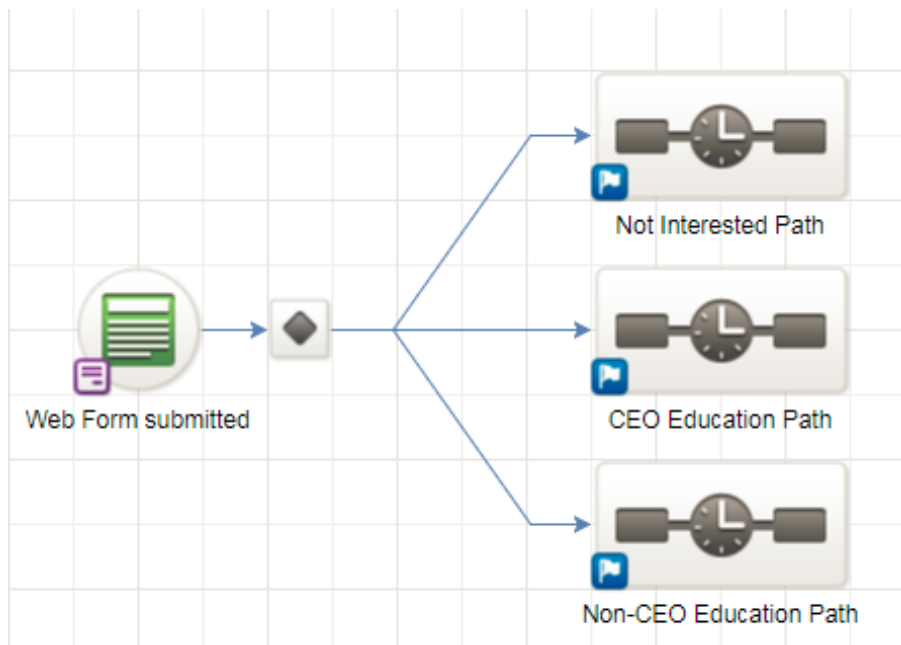 Not Interested Path
Web Form submitted
CEO Education Path
Non-CEO Education Path